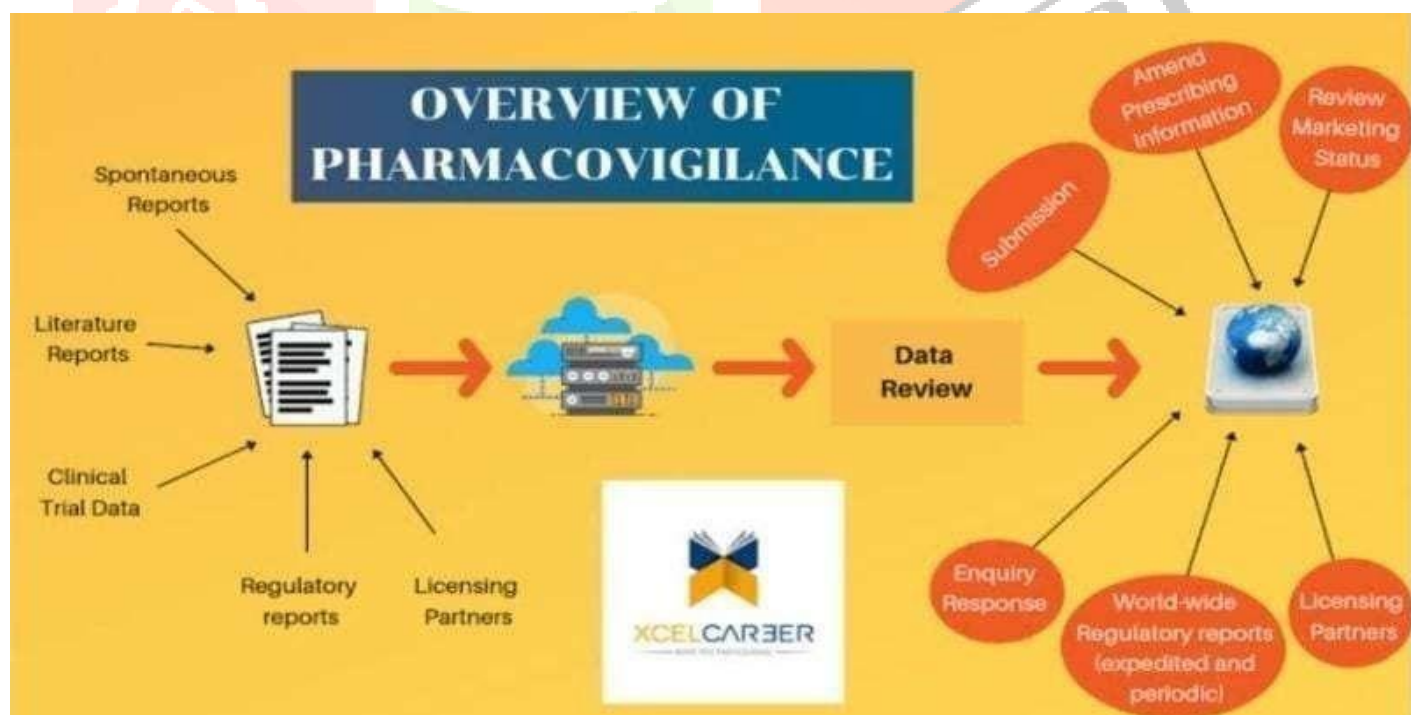 OVERVIEW OF
PHARMACOVIGILANCE
Spontaneous
Reports
Literature
Reports
Clinical
Trial Data
Regulatory
reports
Licensing
Partners
Data
Review
Submission
Amend
Prescribing
Information
Review
Marketing
Status
Enquiry
Response
World-wide
Regulatory reports
(expedited and
periodic)
Licensing
Partners
XCELCAREER